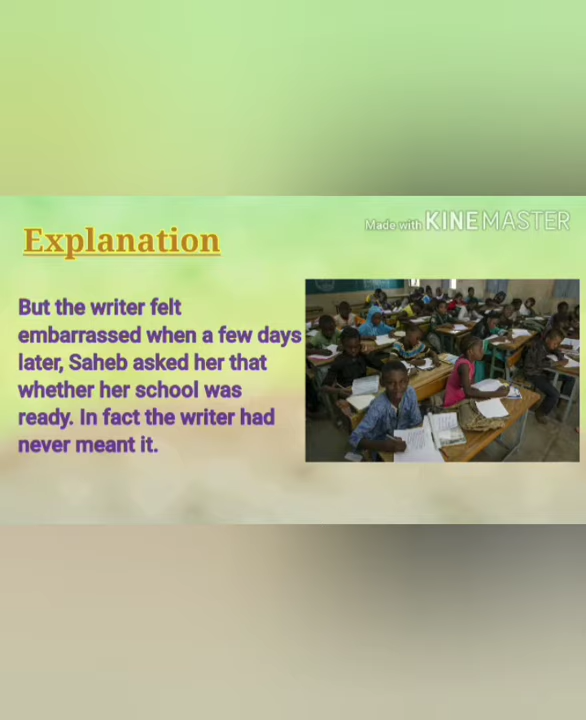 Made with KINEMASTER
Explanation
But the writer felt
embarrassed when a few days
later, Saheb asked her that
whether her school was
ready. In fact the writer had
never meant it.